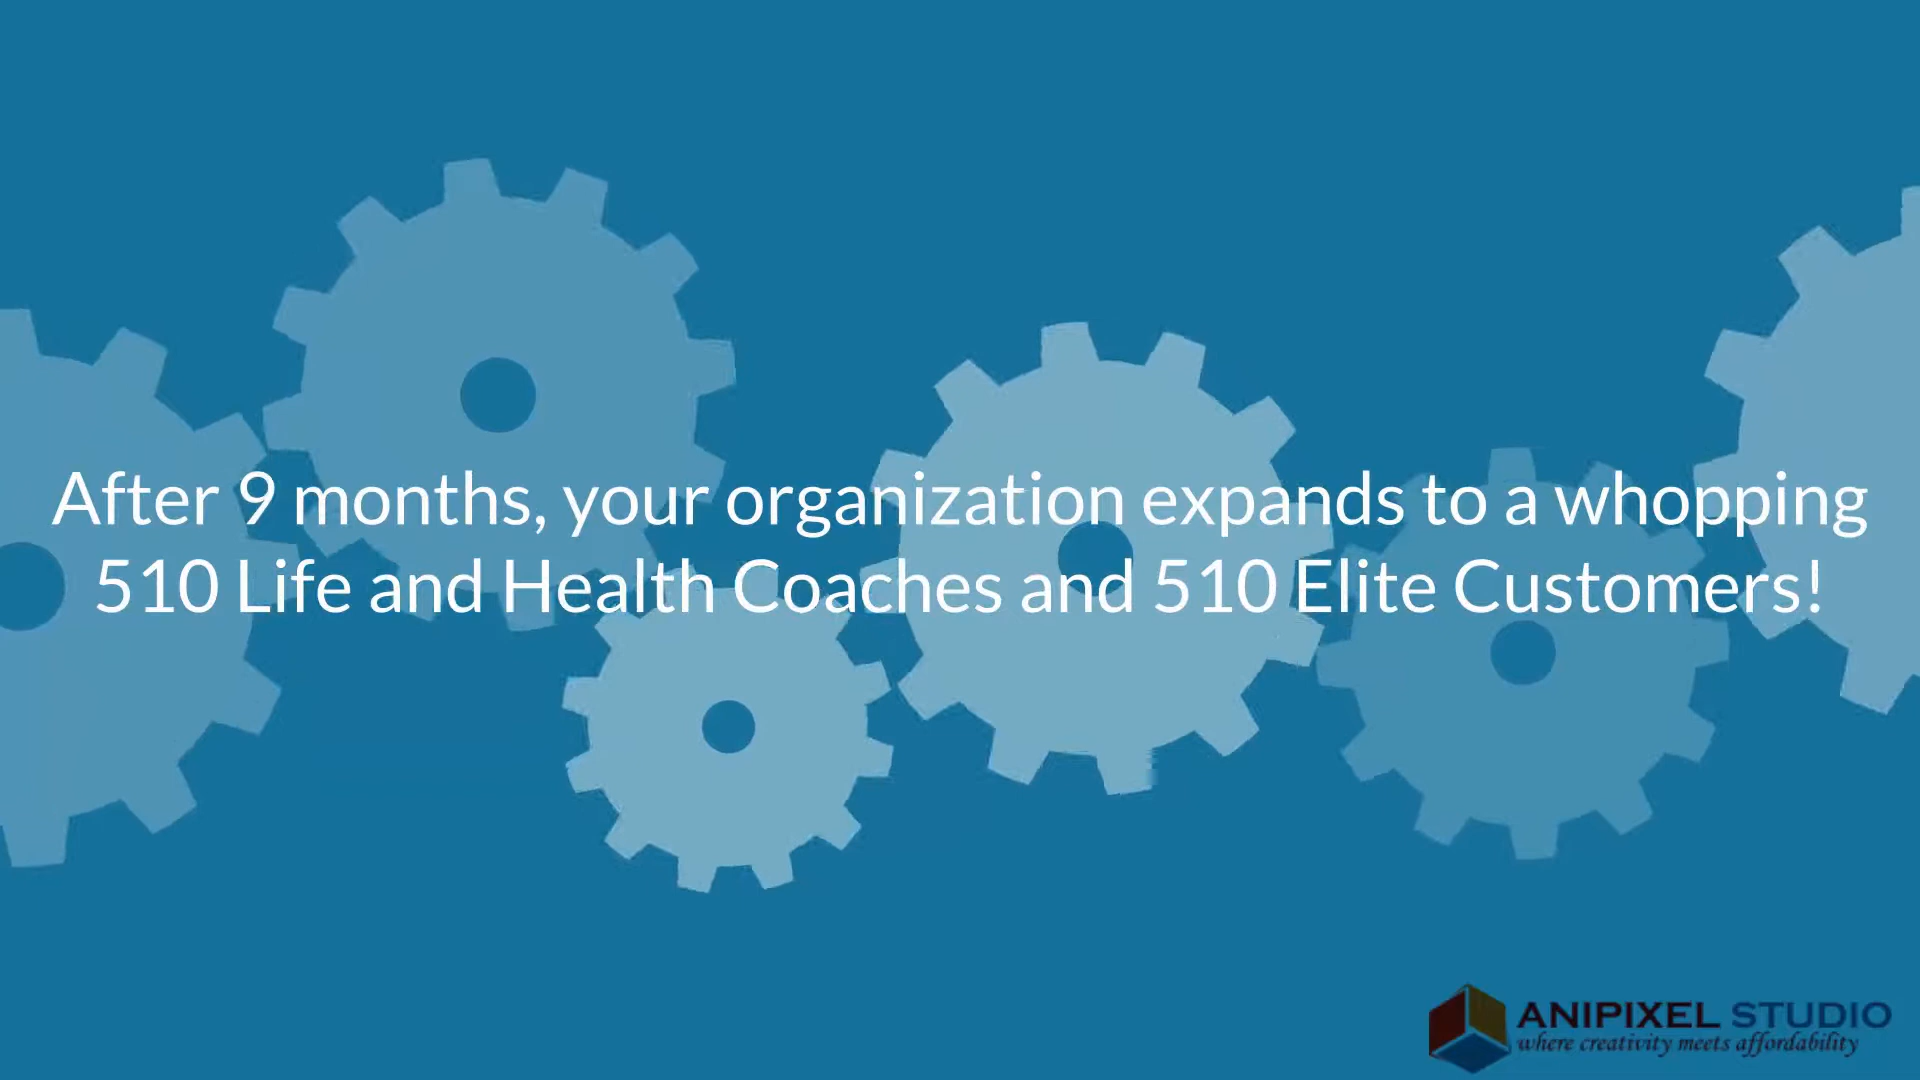 After 9 months, your organization expands to a whopping
510 Life and Health Coaches and 510 Elite Customers!
ANIPIXEL STUDIO
where creativity meets affordability